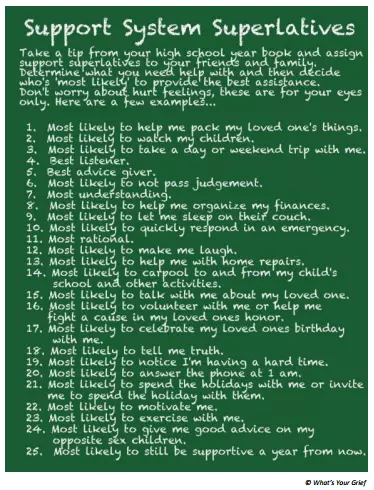 Support System Superlatives
Take a tip from your high school year book and assign
support superlatives to your friends and family.
Determine what you need help with and then decide
who's 'most likely' to provide the best assistance.
Don't worry about hurt feelings, these are for your eyes
only. Here are a few examples...
1. Most likely to help me pack my loved one's things.
2. Most likely to watch my children.
3. Most likely to take a day or weekend trip with me.
4. Best listener.
5. Best advice giver.
6. Most likely to not pass judgement.
7. Most understanding.
8. Most likely to help me organize my finances.
9. Most likely to let me sleep on their couch.
10. Most likely to quickly respond in an emergency.
11. Most rational.
12. Most likely to make me laugh.
13. Most likely to help me with home repairs.
14. Most likely to carpool to and from my child's
school and other activities.
15. Most likely to talk with me about my loved one.
16. Most likely to volunteer with me or help me
fight a cause in my loved ones honor.
17. Most likely to celebrate my loved ones birthday
with me.
18. Most likely to tell me truth.
19. Most likely to notice I'm having a hard time.
20. Most likely to answer the phone at 1 am.
21. Most likely to spend the holidays with me or invite
me to spend the holiday with them.
22. Most likely to motivate me.
23. Most likely to exercise with me.
24. Most likely to give me good advice on my
opposite sex children.
25. Most likely to still be supportive a year from now.
© What's Your Grief